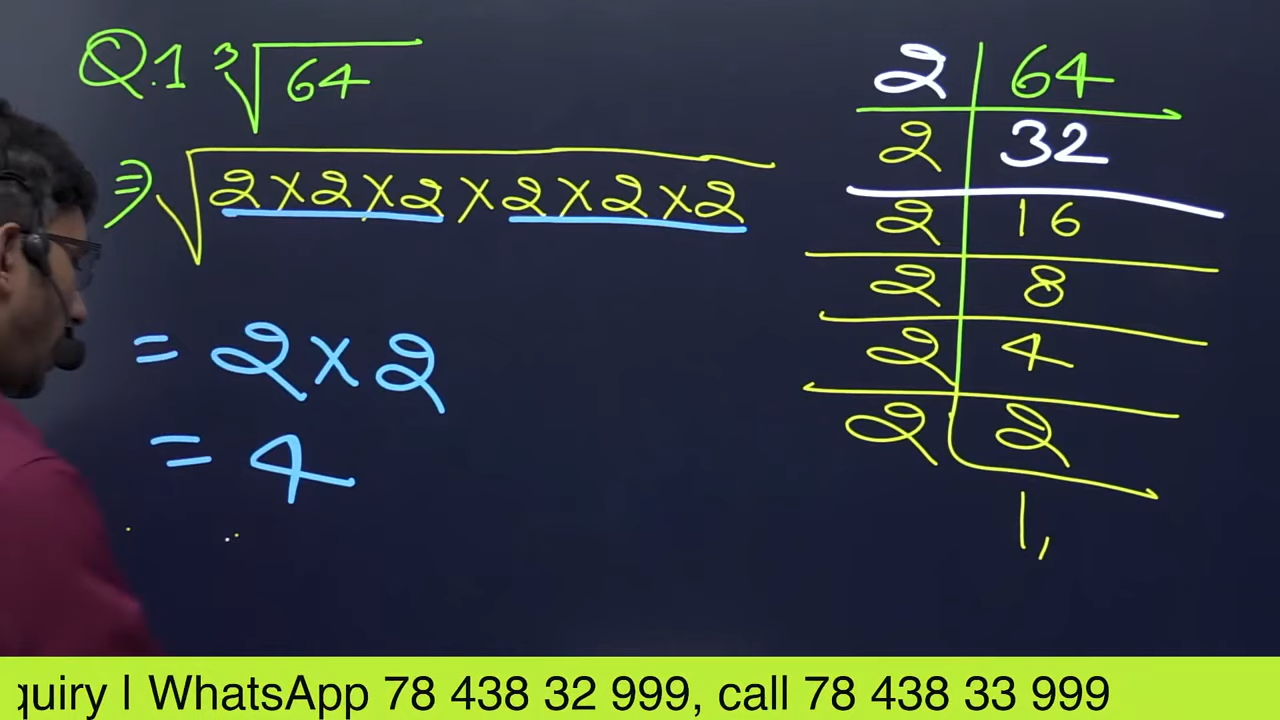 Q.1 ³√64
⇒ √2×2×2×2×2×2
= 2×2
= 4
2 | 64
2 | 32
2 | 16
2 | 8
2 | 4
2 | 2
1,
quiry | WhatsApp 78 438 32 999, call 78 438 33 999